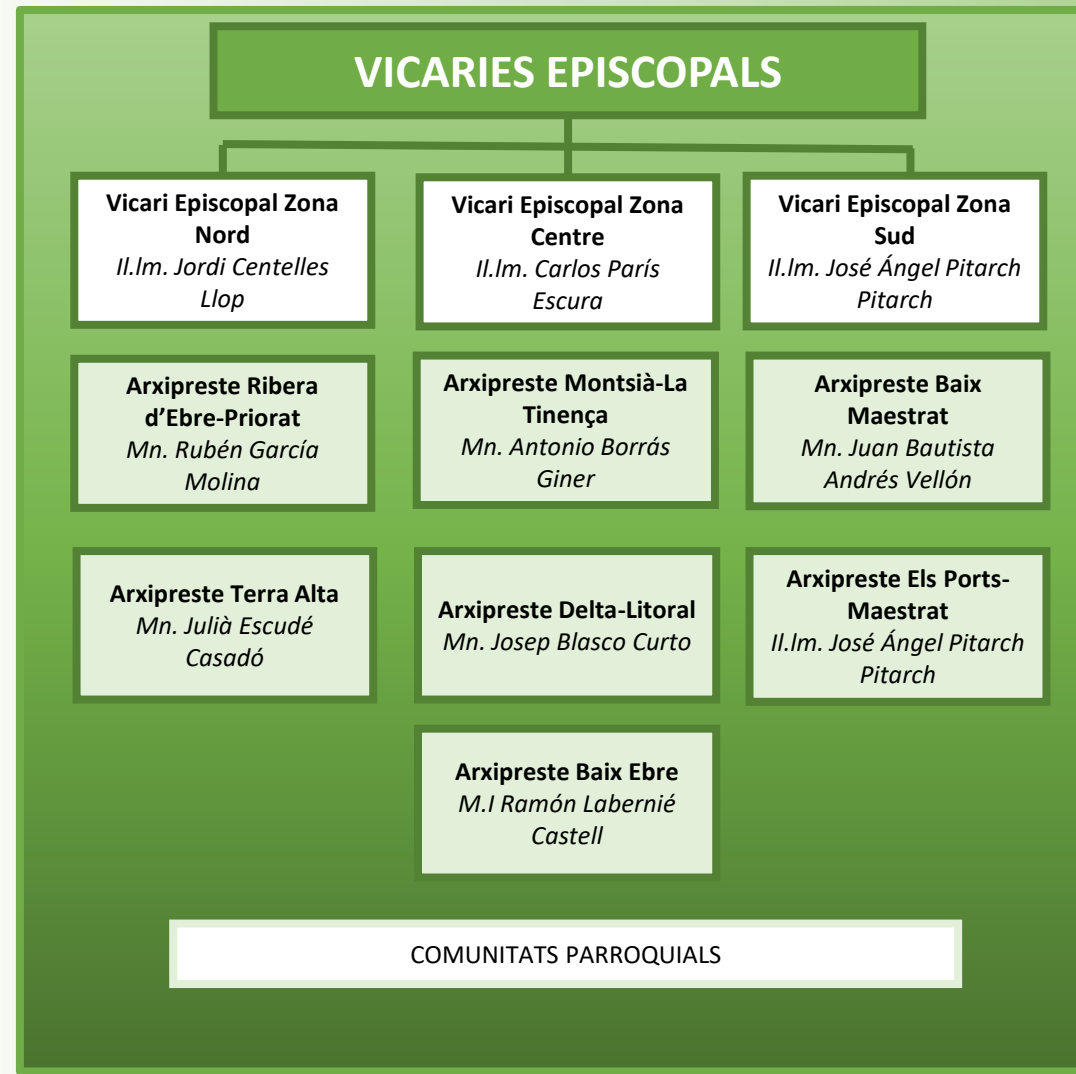 VICARIES EPISCOPALS
Vicari Episcopal Zona
Nord
Il.lm. Jordi Centelles
Llop
Vicari Episcopal Zona
Centre
Il.lm. Carlos París
Escura
Vicari Episcopal Zona
Sud
Il.lm. José Ángel Pitarch
Pitarch
Arxipreste Ribera
d’Ebre-Priorat
Mn. Rubén García
Molina
Arxipreste Montsià-La
Tinença
Mn. Antonio Borrás
Giner
Arxipreste Baix
Maestrat
Mn. Juan Bautista
Andrés Vellón
Arxipreste Terra Alta
Mn. Julià Escudé
Casadó
Arxipreste Delta-Litoral
Mn. Josep Blasco Curto
Arxipreste Els Ports-
Maestrat
Il.lm. José Ángel Pitarch
Pitarch
Arxipreste Baix Ebre
M.I Ramón Labernié
Castell
COMUNITATS PARROQUIALS